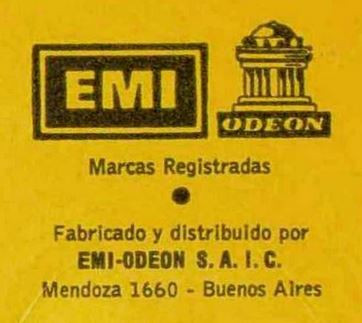 EMI
ODEON
Marcas Registradas
Fabricado y distribuido por
EMI-ODEON S. A. I. C.
Mendoza 1660 - Buenos Aires